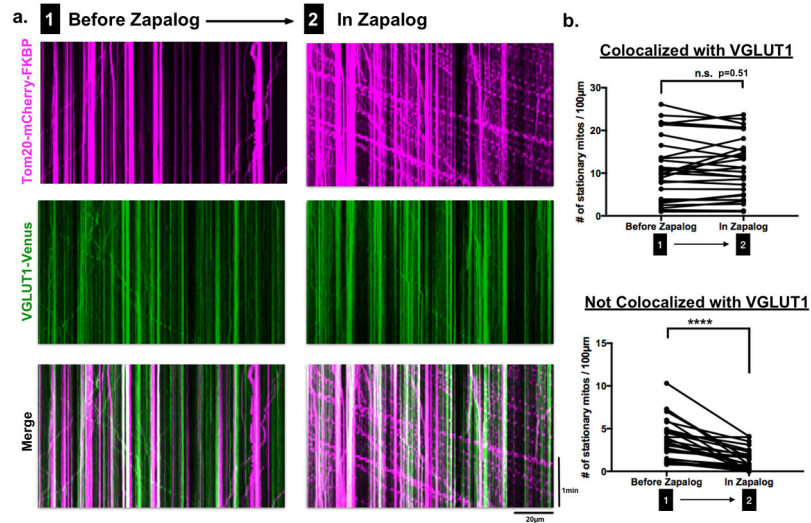 a.
1 Before Zapalog
2 In Zapalog
Tom20-mCherry-FKBP
VGLUT1-Venus
Merge
1min
20μm
b.
Colocalized with VGLUT1
n.s. p=0.51
# of stationary mitos / 100μm
30
20
10
0
Before Zapalog
In Zapalog
1
2
Not Colocalized with VGLUT1
****
# of stationary mitos / 100μm
15
10
5
0
Before Zapalog
In Zapalog
1
2